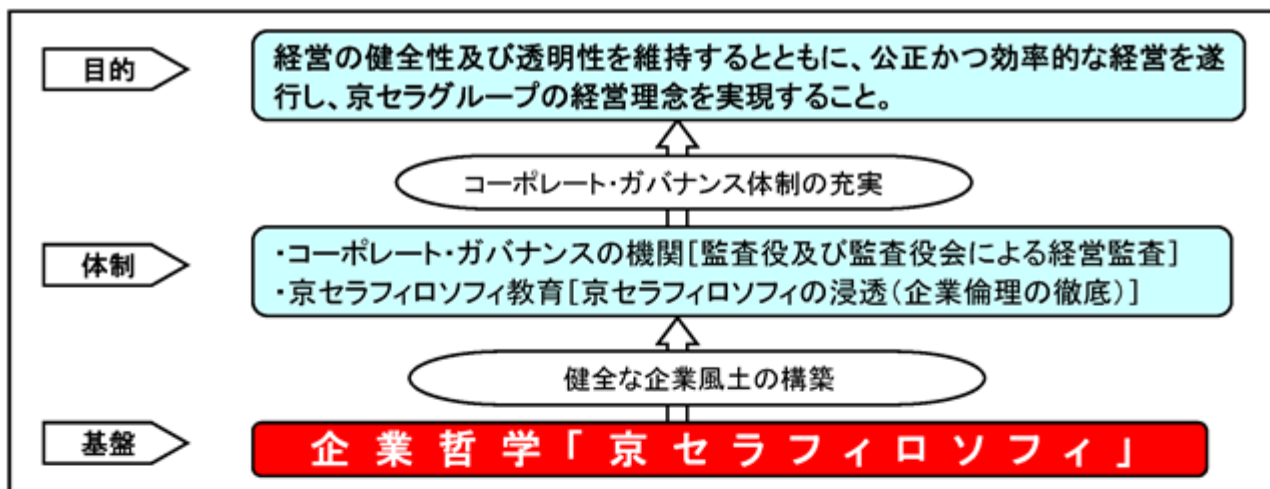 目的
経営の健全性及び透明性を維持するとともに、公正かつ効率的な経営を遂
行し、京セラグループの経営理念を実現すること。
コーポレート・ガバナンス体制の充実
体制
・コーポレート・ガバナンスの機関[監査役及び監査役会による経営監査]
・京セラフィロソフィ教育[京セラフィロソフィの浸透(企業倫理の徹底)]
健全な企業風土の構築
基盤
企業哲学「京セラフィロソフィ」